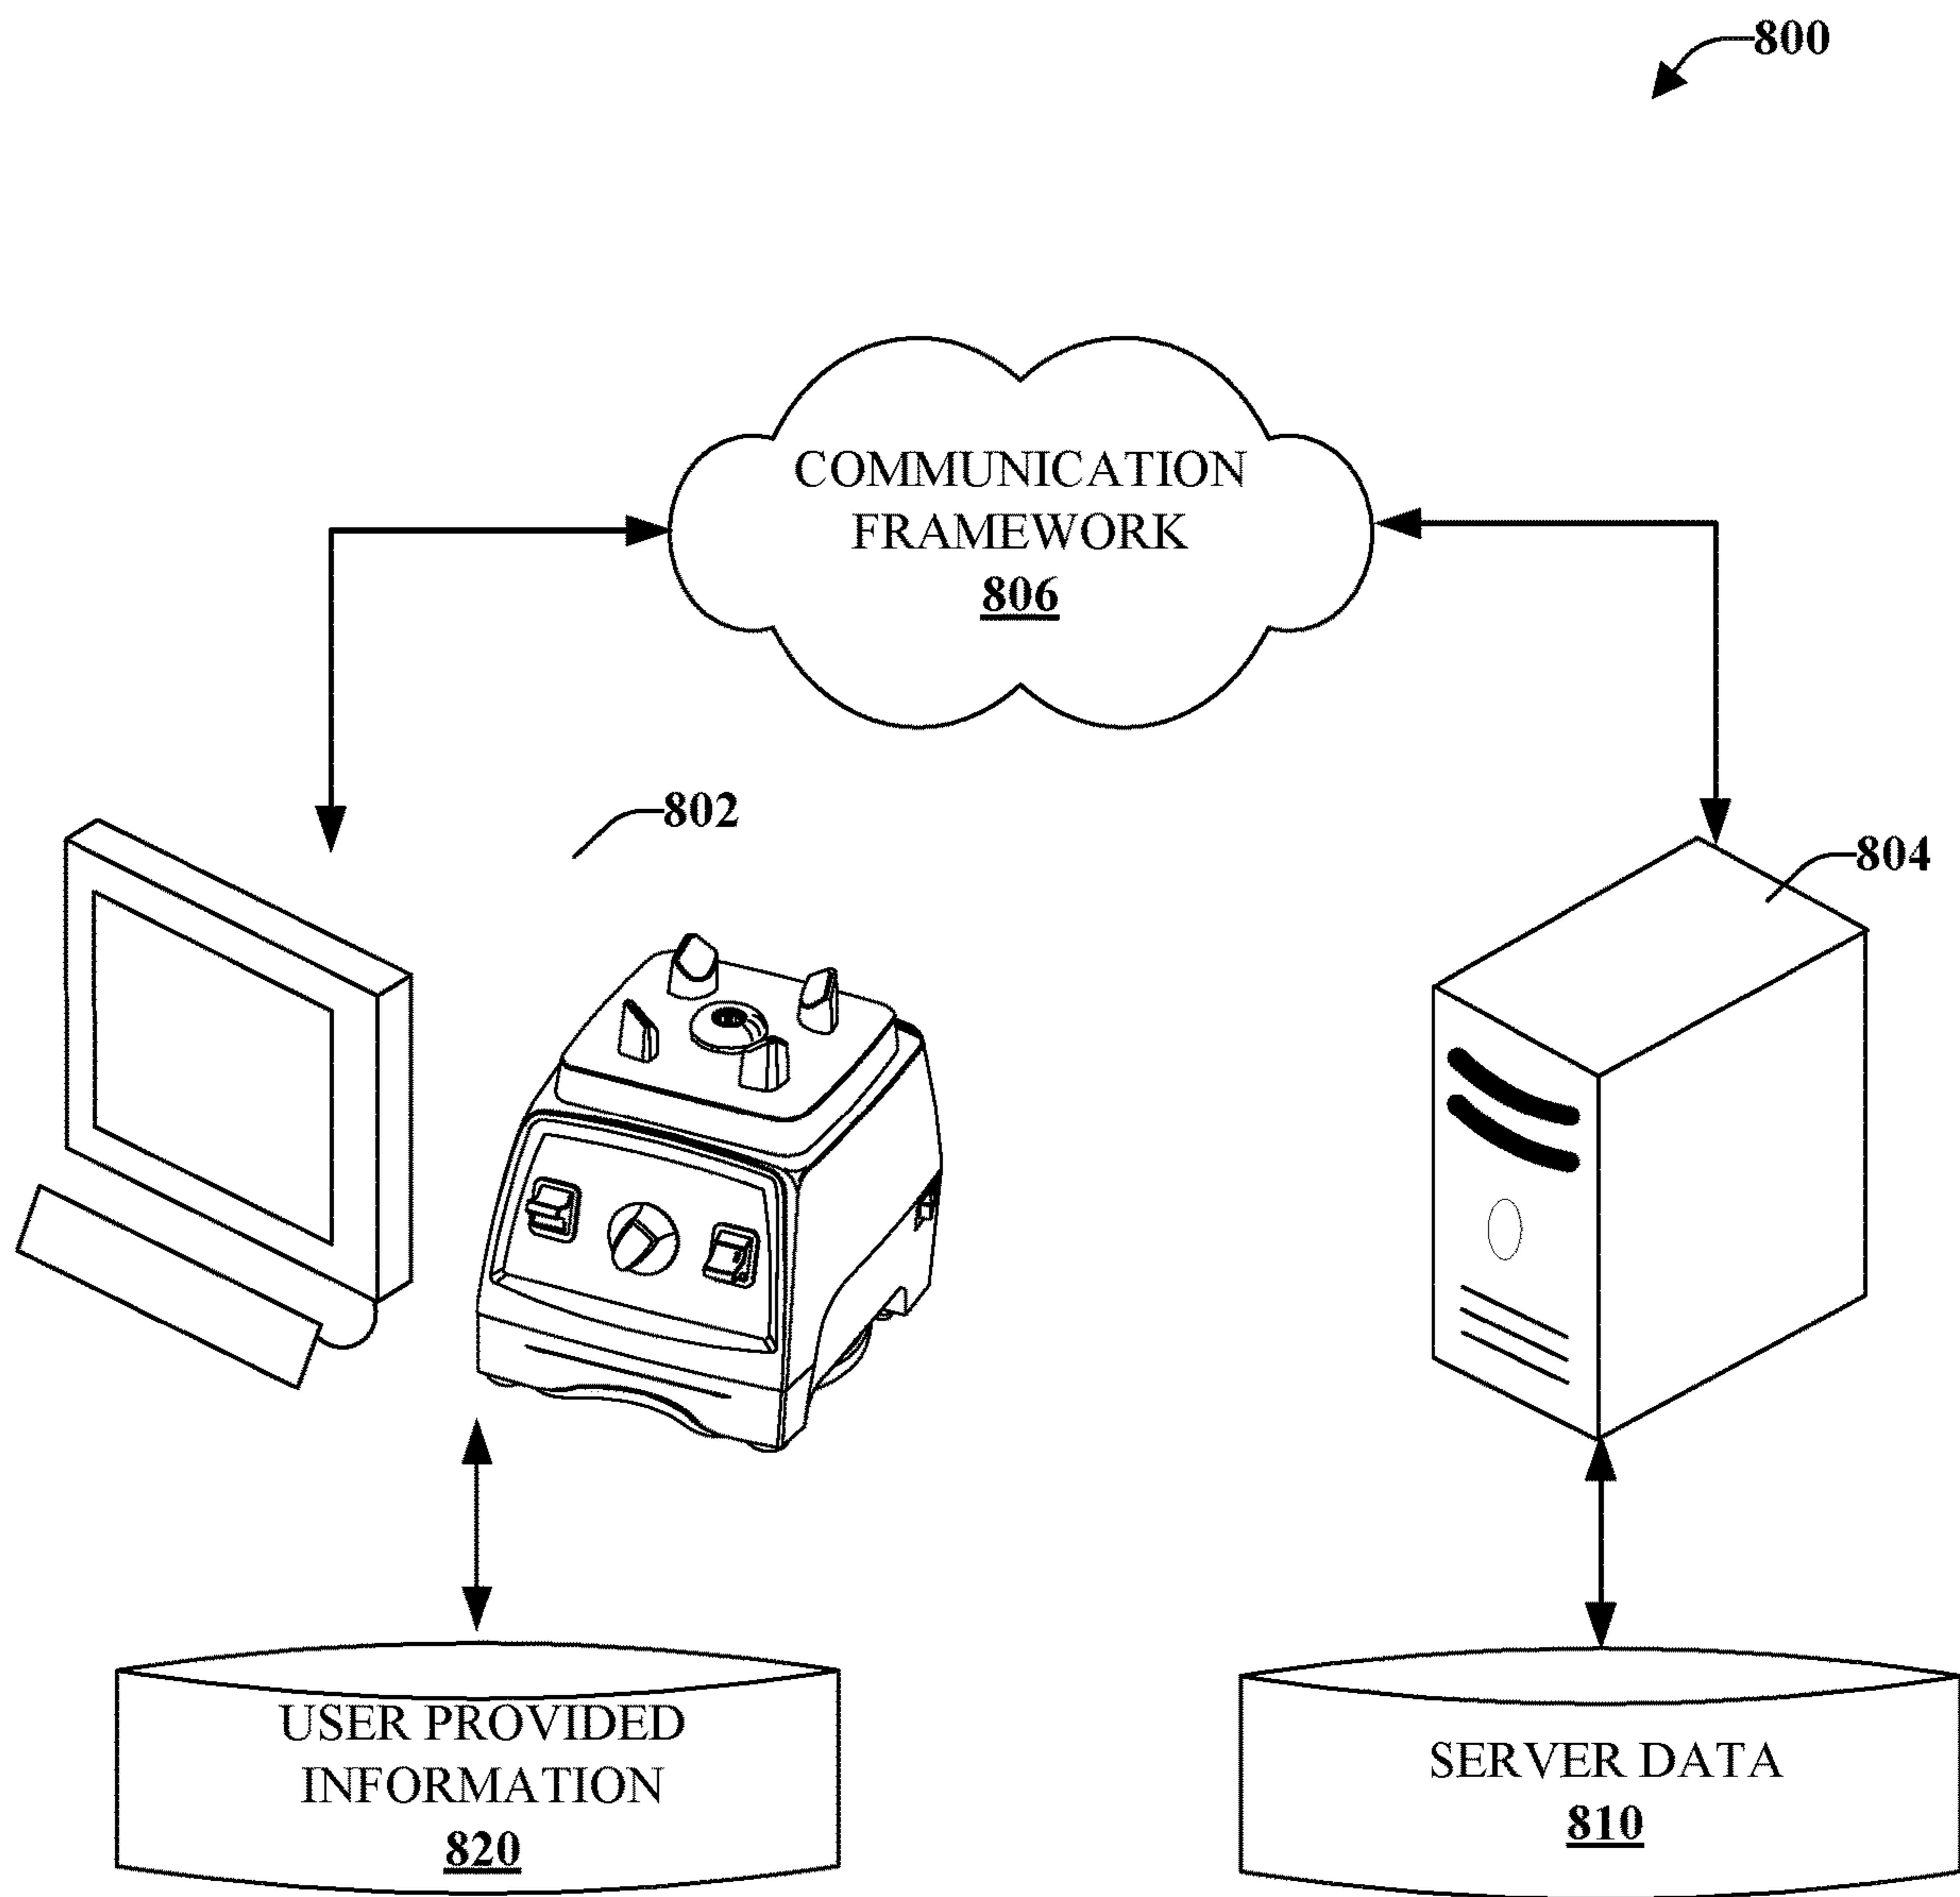 800
COMMUNICATION
FRAMEWORK
806
802
804
USER PROVIDED
INFORMATION
820
SERVER DATA
810